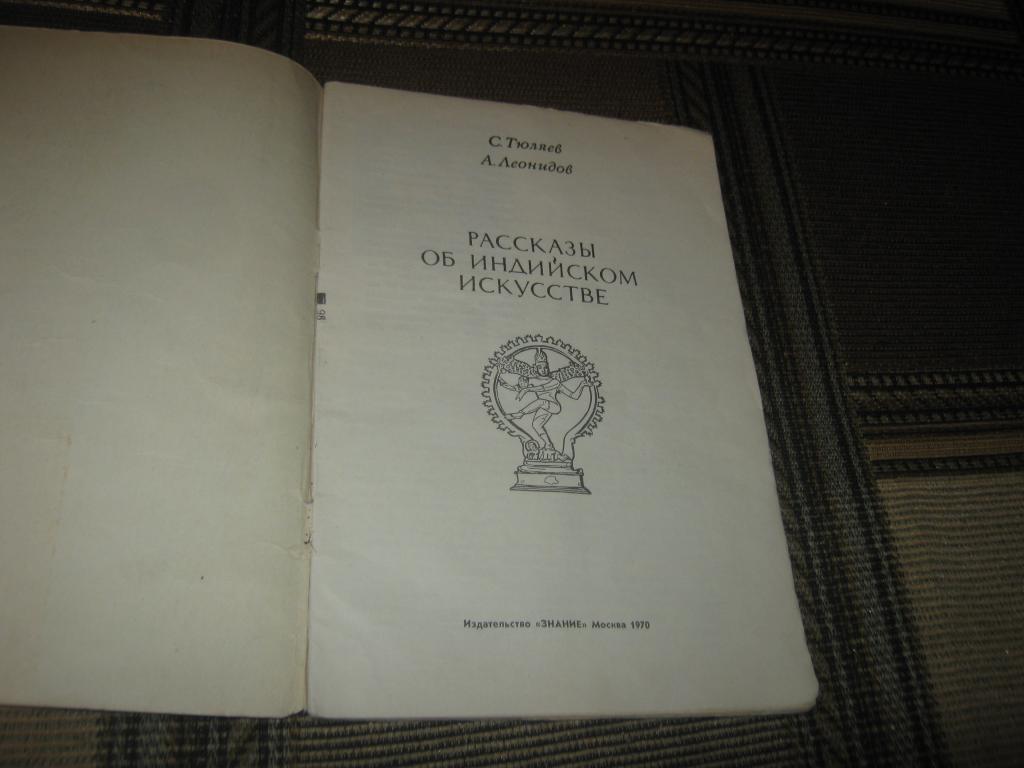 С. Тюляев
А. Леонидов
РАССКАЗЫ
ОБ ИНДИЙСКОМ
ИСКУССТВЕ
Издательство «ЗНАНИЕ» Москва 1970